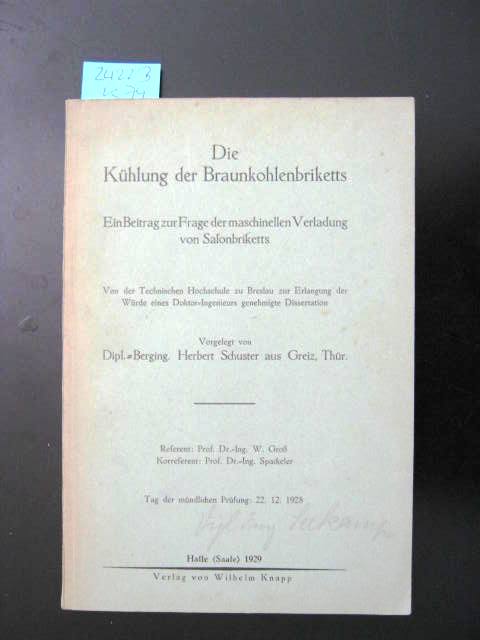 2422 B
Die
Kühlung der Braunkohlenbriketts
Ein Beitrag zur Frage der maschinellen Verladung
von Salonbriketts
Von der Technischen Hochschule zu Breslau zur Erlangung der
Würde eines Doktor-Ingenieurs genehmigte Dissertation
Vorgelegt von
Dipl.-Berging. Herbert Schuster aus Greiz, Thür.
Referent: Prof. Dr.-Ing. W. Groß
Korreferent: Prof. Dr.-Ing. Spackeler
Tag der mündlichen Prüfung: 22. 12. 1928
Halle (Saale) 1929
Verlag von Wilhelm Knapp